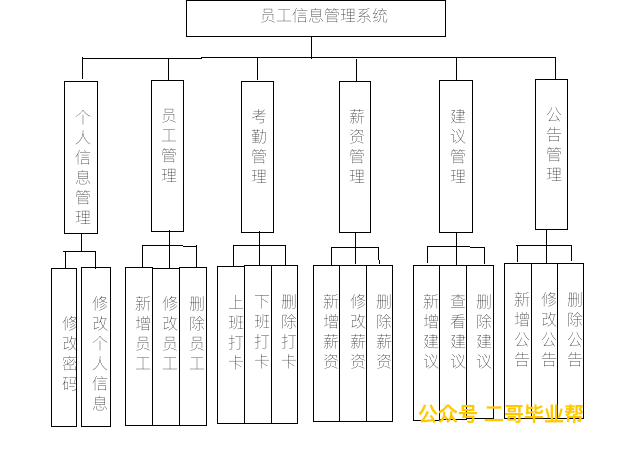 员工信息管理系统
个人信息管理
员工管理
考勤管理
薪资管理
建议管理
公告管理
修改密码
修改个人信息
新增员工
修改员工
删除员工
上班打卡
下班打卡
删除打卡
新增薪资
修改薪资
删除薪资
新增建议
查看建议
删除建议
新增公告
修改公告
删除公告
公众号 二哥毕业帮